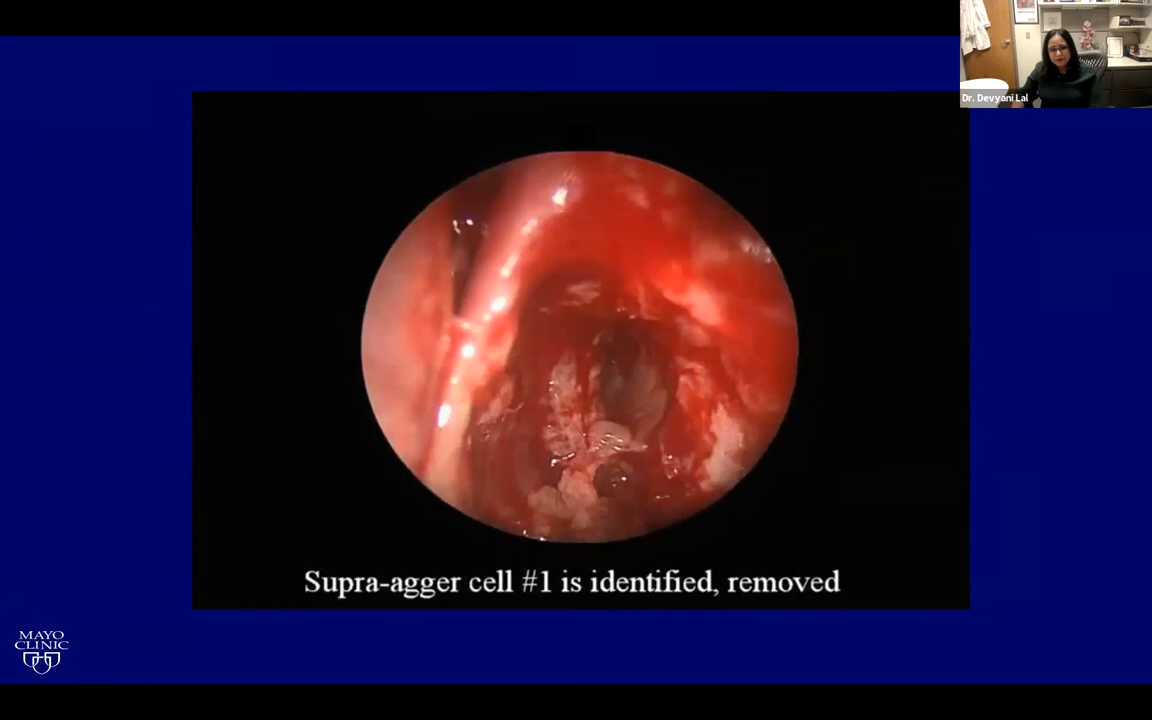 Dr. Devyani Lal
Supra-agger cell #1 is identified, removed
MAYO
CLINIC